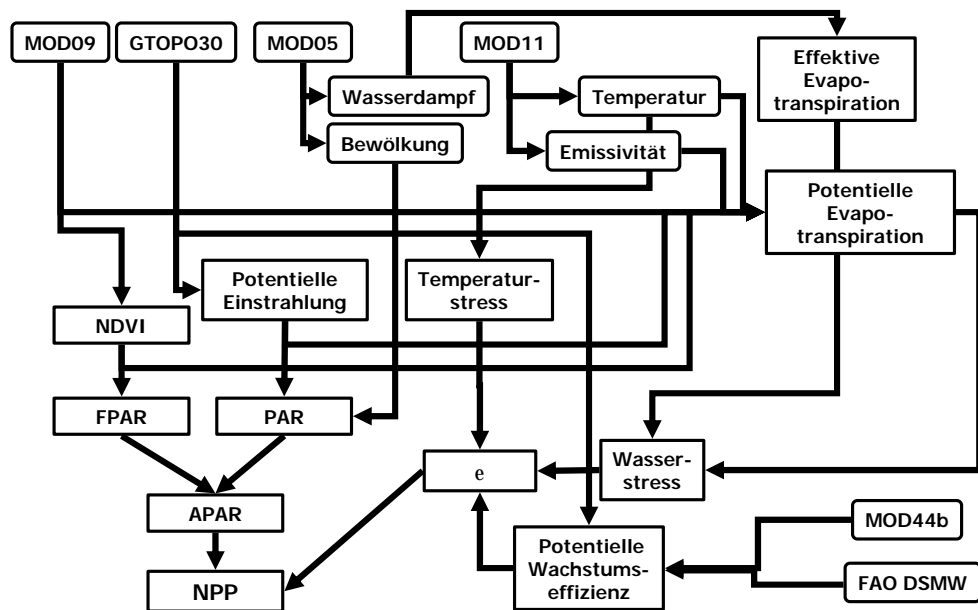 MOD09
GTOPO30
MOD05
MOD11
Effektive
Evapo-
transpiration
Wasserdampf
Temperatur
Bewölkung
Emissivität
Potentielle
Evapo-
transpiration
Potentielle
Einstrahlung
Temperatur-
stress
NDVI
FPAR
PAR
e
Wasser-
stress
APAR
MOD44b
Potentielle
Wachstums-
effizienz
NPP
FAO DSMW